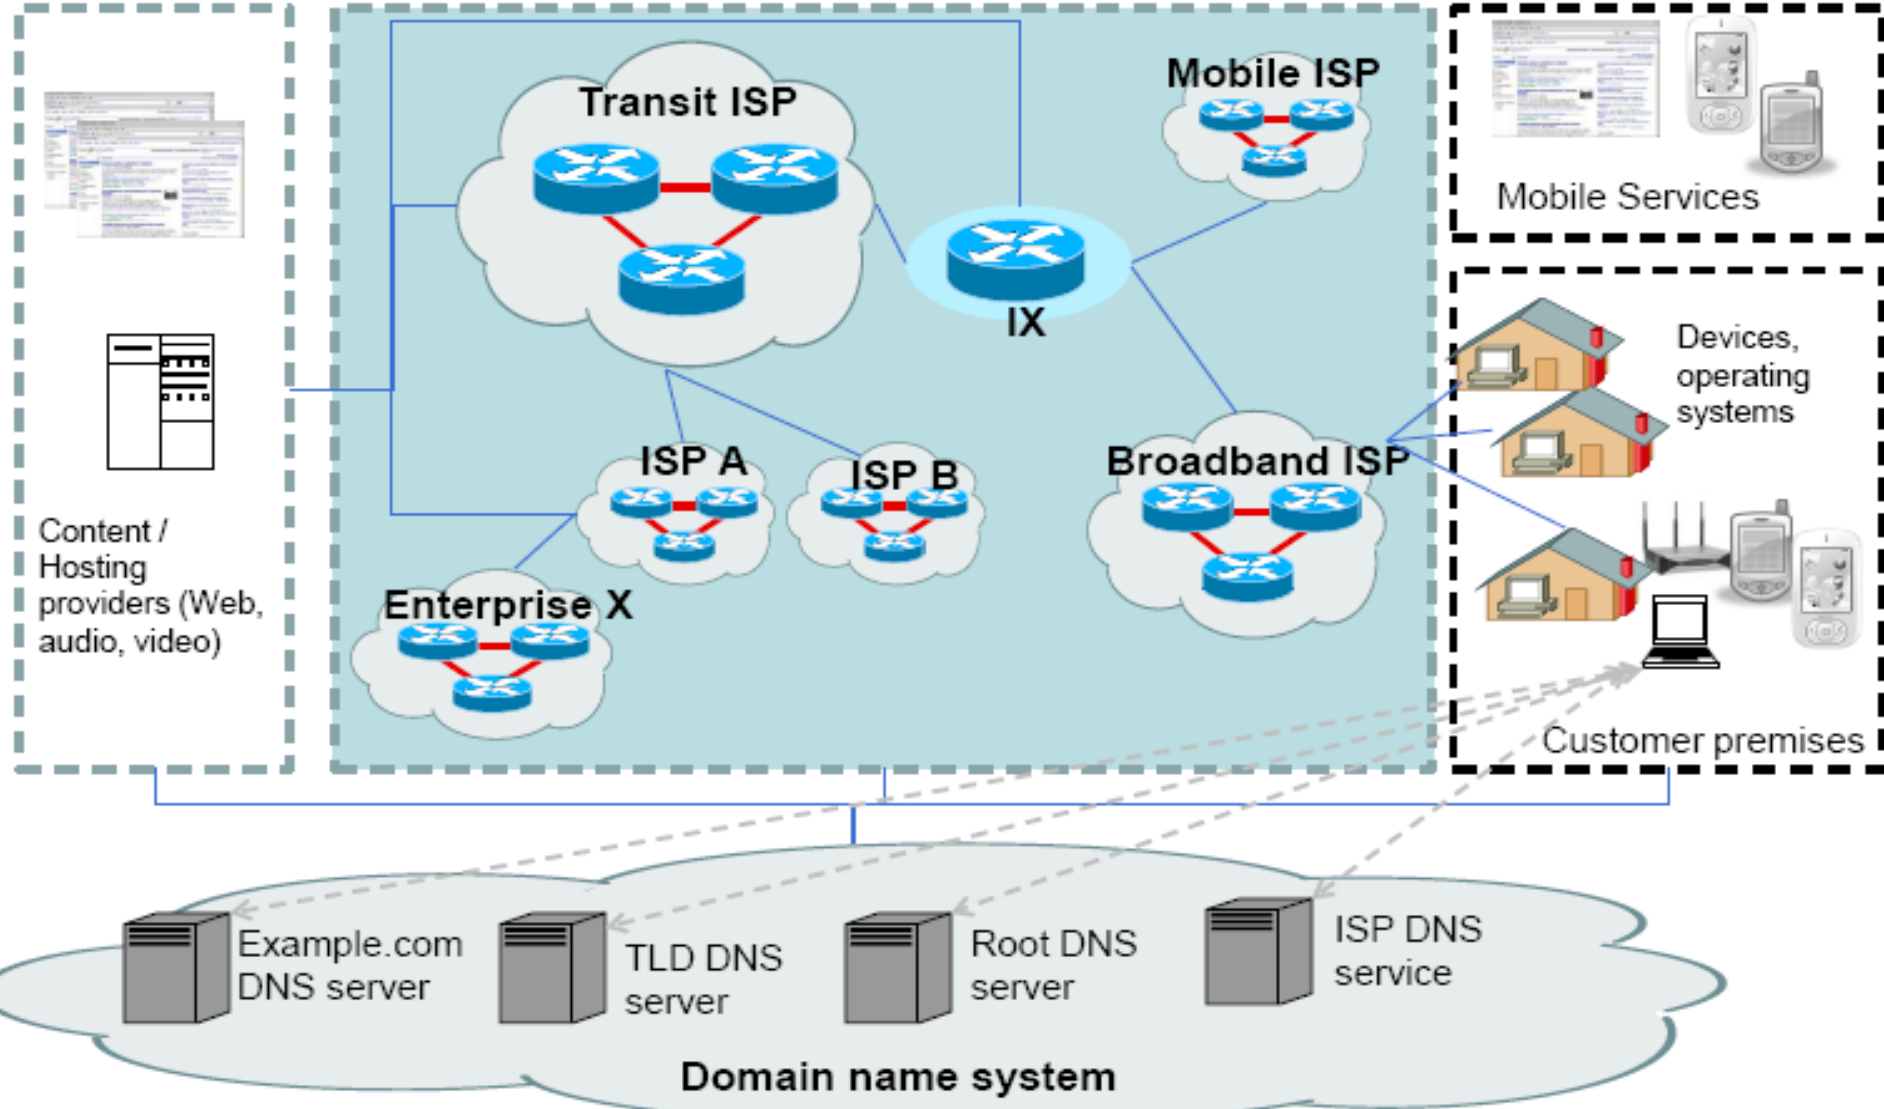 Transit ISP
Mobile ISP
IX
ISP A
ISP B
Broadband ISP
Enterprise X
Content /
Hosting
providers (Web,
audio, video)
Mobile Services
Devices,
operating
systems
Customer premises
Example.com
DNS server
TLD DNS
server
Root DNS
server
ISP DNS
service
Domain name system